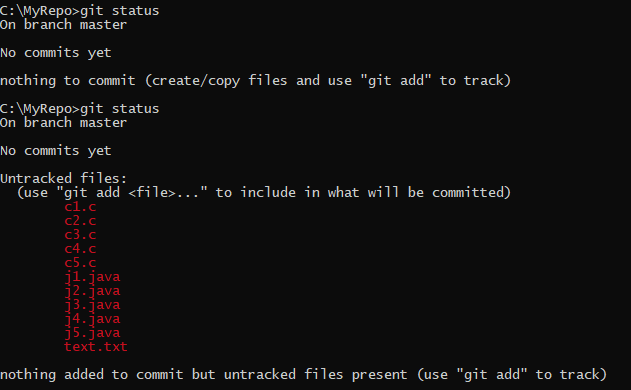 C:\MyRepo>git status
On branch master
No commits yet
nothing to commit (create/copy files and use "git add" to track)
C:\MyRepo>git status
On branch master
No commits yet
Untracked files:
  (use "git add <file>..." to include in what will be committed)
        c1.c
        c2.c
        c3.c
        c4.c
        c5.c
        j1.java
        j2.java
        j3.java
        j4.java
        j5.java
        text.txt
nothing added to commit but untracked files present (use "git add" to track)